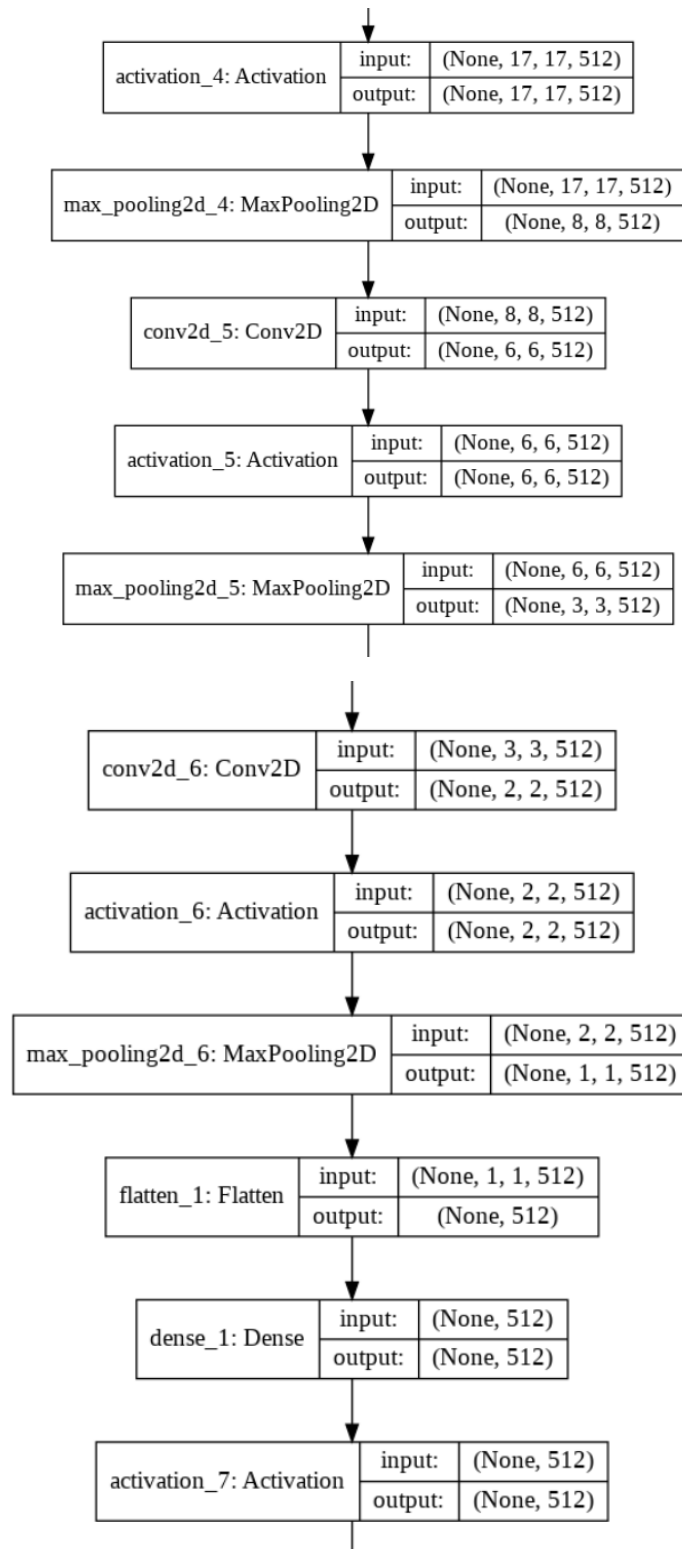 activation_4: Activation
input: (None, 17, 17, 512)
output: (None, 17, 17, 512)
max_pooling2d_4: MaxPooling2D
input: (None, 17, 17, 512)
output: (None, 8, 8, 512)
conv2d_5: Conv2D
input: (None, 8, 8, 512)
output: (None, 6, 6, 512)
activation_5: Activation
input: (None, 6, 6, 512)
output: (None, 6, 6, 512)
max_pooling2d_5: MaxPooling2D
input: (None, 6, 6, 512)
output: (None, 3, 3, 512)
conv2d_6: Conv2D
input: (None, 3, 3, 512)
output: (None, 2, 2, 512)
activation_6: Activation
input: (None, 2, 2, 512)
output: (None, 2, 2, 512)
max_pooling2d_6: MaxPooling2D
input: (None, 2, 2, 512)
output: (None, 1, 1, 512)
flatten_1: Flatten
input: (None, 1, 1, 512)
output: (None, 512)
dense_1: Dense
input: (None, 512)
output: (None, 512)
activation_7: Activation
input: (None, 512)
output: (None, 512)